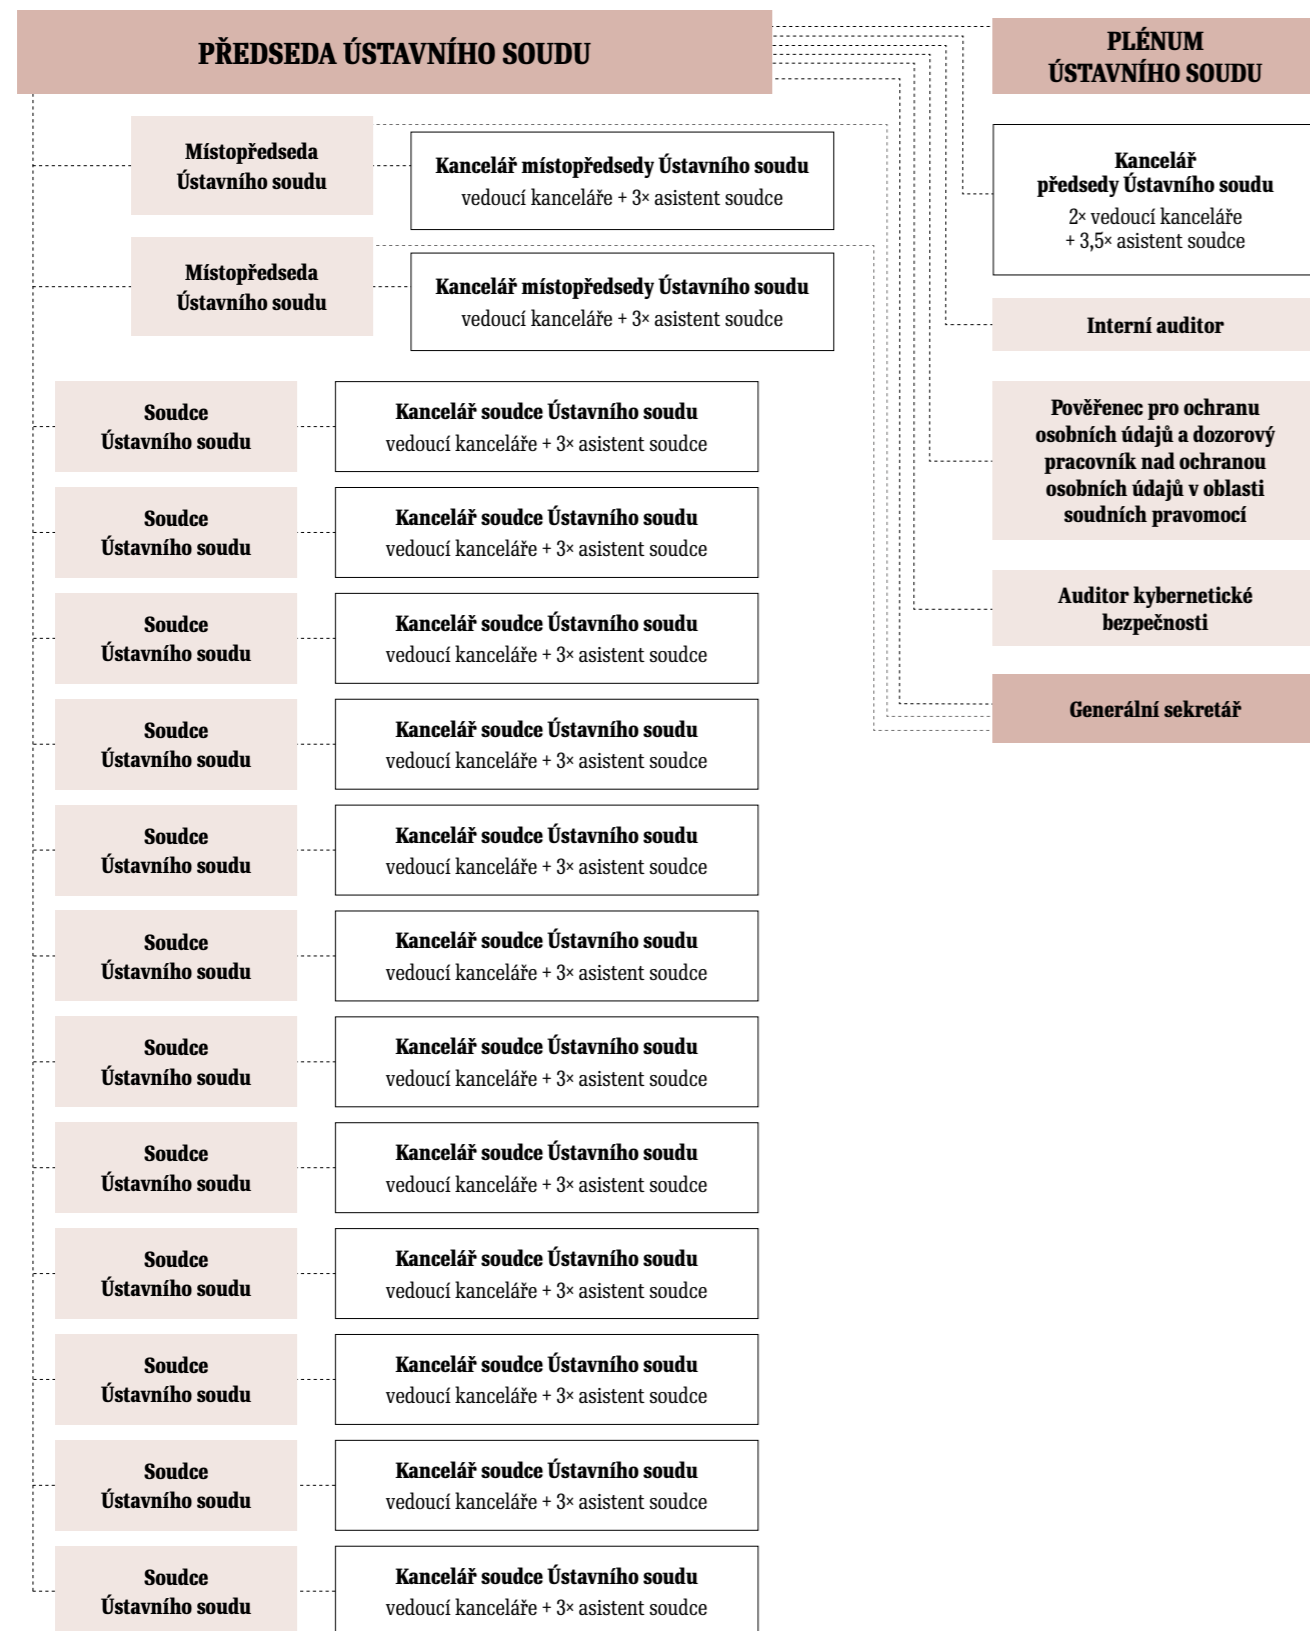 PŘEDSEDA ÚSTAVNÍHO SOUDU
PLÉNUM
ÚSTAVNÍHO SOUDU
Místopředseda
Ústavního soudu
Kancelář místopředsedy Ústavního soudu
vedoucí kanceláře + 3× asistent soudce
Kancelář
předsedy Ústavního soudu
2× vedoucí kanceláře
+ 3,5× asistent soudce
Místopředseda
Ústavního soudu
Kancelář místopředsedy Ústavního soudu
vedoucí kanceláře + 3× asistent soudce
Interní auditor
Soudce
Ústavního soudu
Kancelář soudce Ústavního soudu
vedoucí kanceláře + 3× asistent soudce
Pověřenec pro ochranu
osobních údajů a dozorový
pracovník nad ochranou
osobních údajů v oblasti
soudních pravomocí
Soudce
Ústavního soudu
Kancelář soudce Ústavního soudu
vedoucí kanceláře + 3× asistent soudce
Auditor kybernetické
bezpečnosti
Soudce
Ústavního soudu
Kancelář soudce Ústavního soudu
vedoucí kanceláře + 3× asistent soudce
Generální sekretář
Soudce
Ústavního soudu
Kancelář soudce Ústavního soudu
vedoucí kanceláře + 3× asistent soudce
Soudce
Ústavního soudu
Kancelář soudce Ústavního soudu
vedoucí kanceláře + 3× asistent soudce
Soudce
Ústavního soudu
Kancelář soudce Ústavního soudu
vedoucí kanceláře + 3× asistent soudce
Soudce
Ústavního soudu
Kancelář soudce Ústavního soudu
vedoucí kanceláře + 3× asistent soudce
Soudce
Ústavního soudu
Kancelář soudce Ústavního soudu
vedoucí kanceláře + 3× asistent soudce
Soudce
Ústavního soudu
Kancelář soudce Ústavního soudu
vedoucí kanceláře + 3× asistent soudce
Soudce
Ústavního soudu
Kancelář soudce Ústavního soudu
vedoucí kanceláře + 3× asistent soudce
Soudce
Ústavního soudu
Kancelář soudce Ústavního soudu
vedoucí kanceláře + 3× asistent soudce
Soudce
Ústavního soudu
Kancelář soudce Ústavního soudu
vedoucí kanceláře + 3× asistent soudce